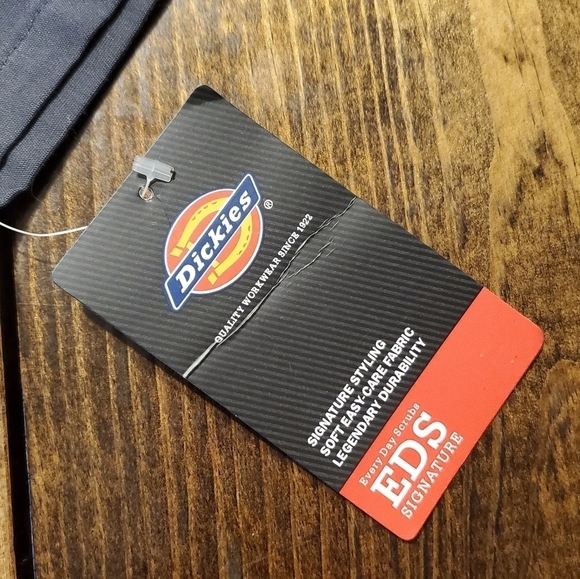 Dickies®
QUALITY WORKWEAR SINCE 1922
SIGNATURE STYLING
SOFT EASY-CARE FABRIC
LEGENDARY DURABILITY
Every Day Scrubs
EDS
SIGNATURE